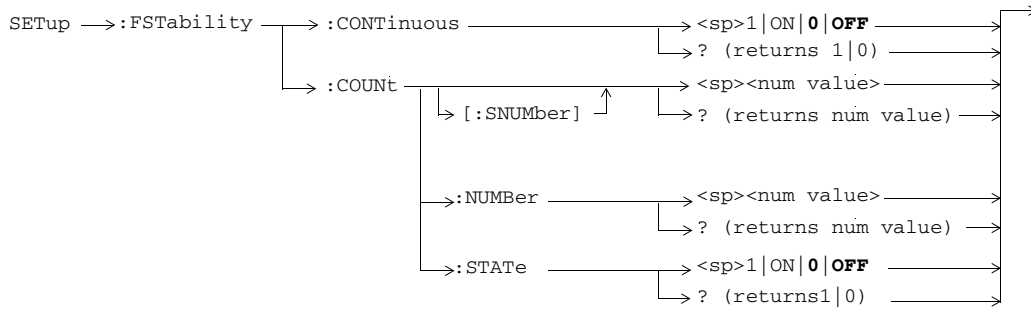 SETup :FSTability :CONTinuous <sp>1|ON|0|OFF
? (returns 1|0)
:COUNt <sp><num value>
[:SNUMber] ? (returns num value)
:NUMBer <sp><num value>
? (returns num value)
:STATe <sp>1|ON|0|OFF
? (returns1|0)